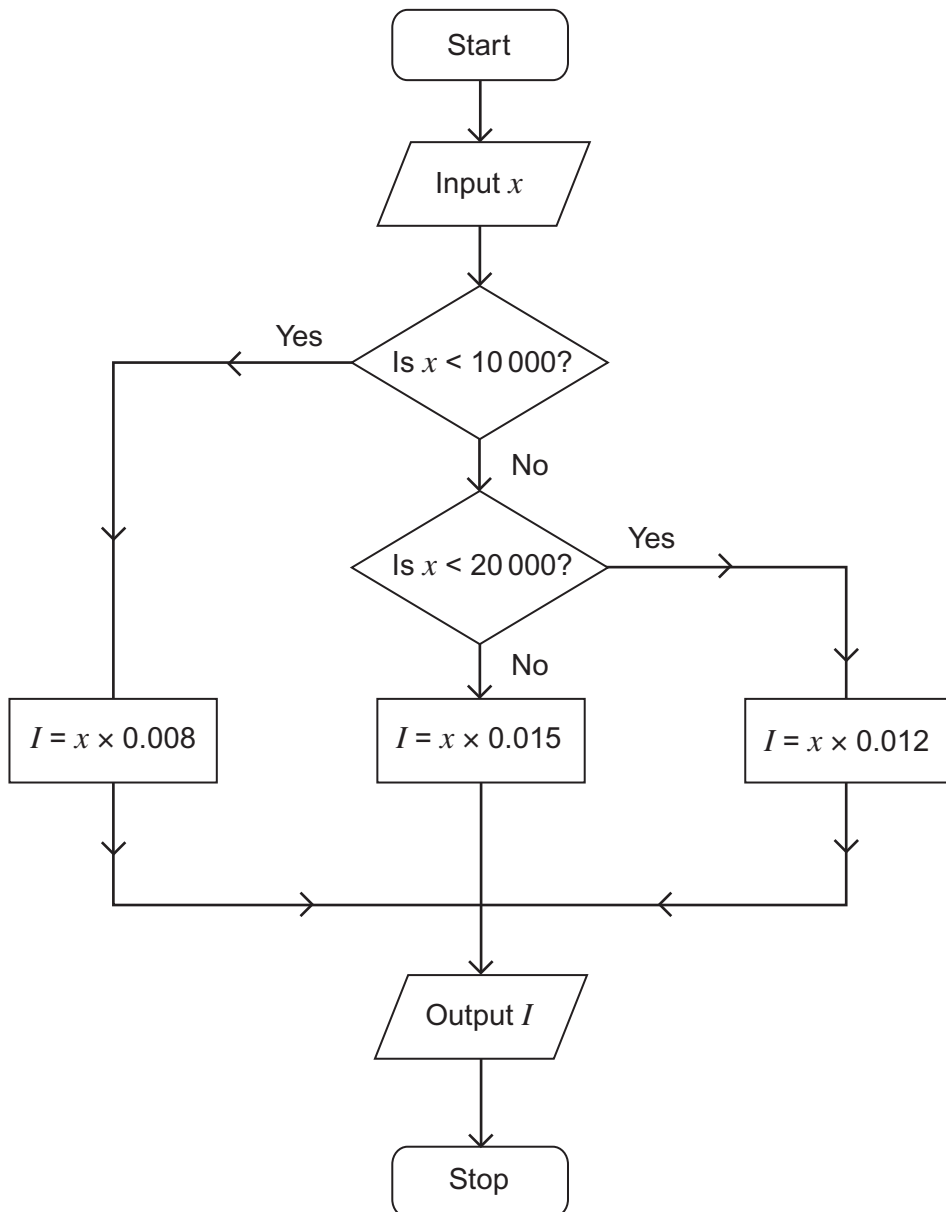 Start
Input x
Yes
Is x < 10 000?
No
Yes
Is x < 20 000?
No
I = x × 0.008
I = x × 0.015
I = x × 0.012
Output I
Stop